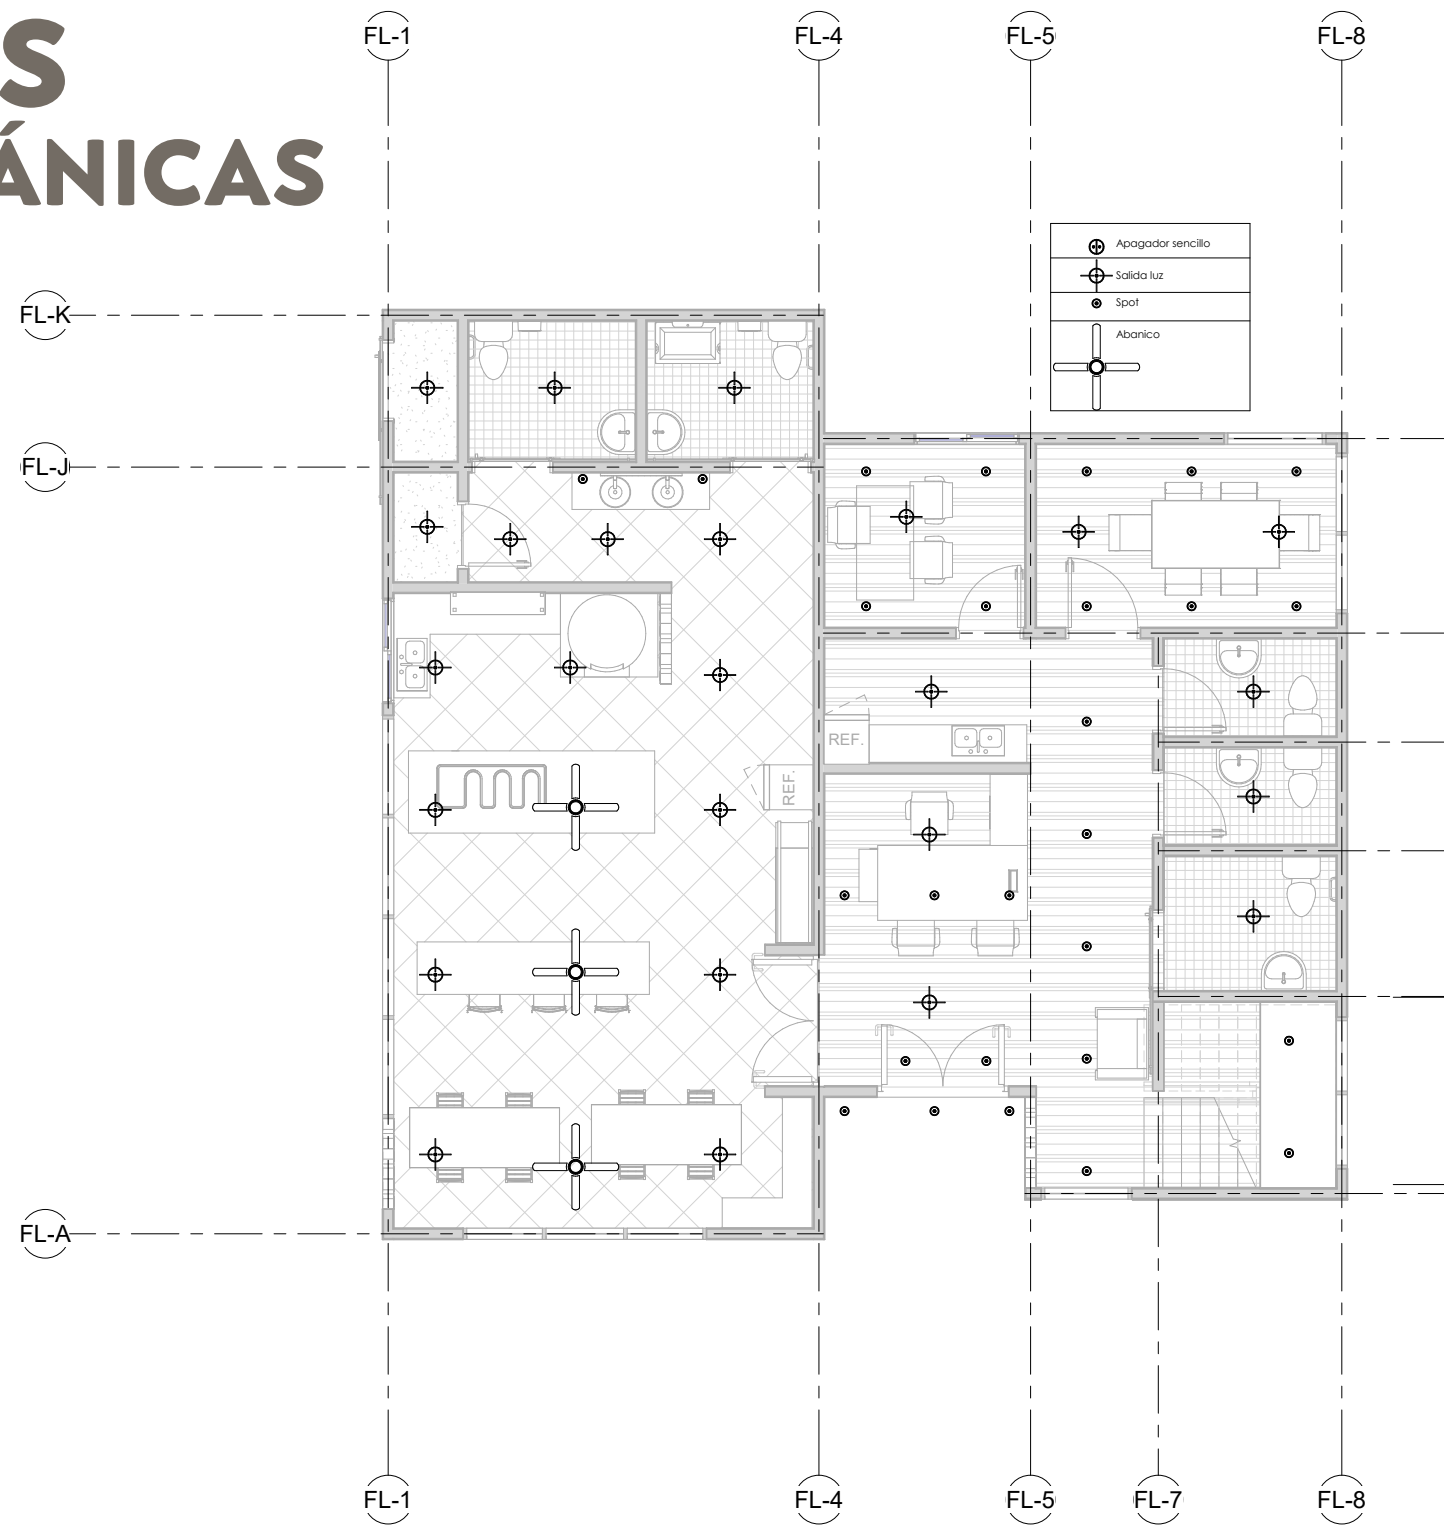 S
ÁNICAS
FL-1
FL-4
FL-5
FL-8
Apagador sencillo
Salida luz
Spot
Abanico
FL-K
FL-J
REF.
REF.
FL-A
FL-1
FL-4
FL-5
FL-7
FL-8